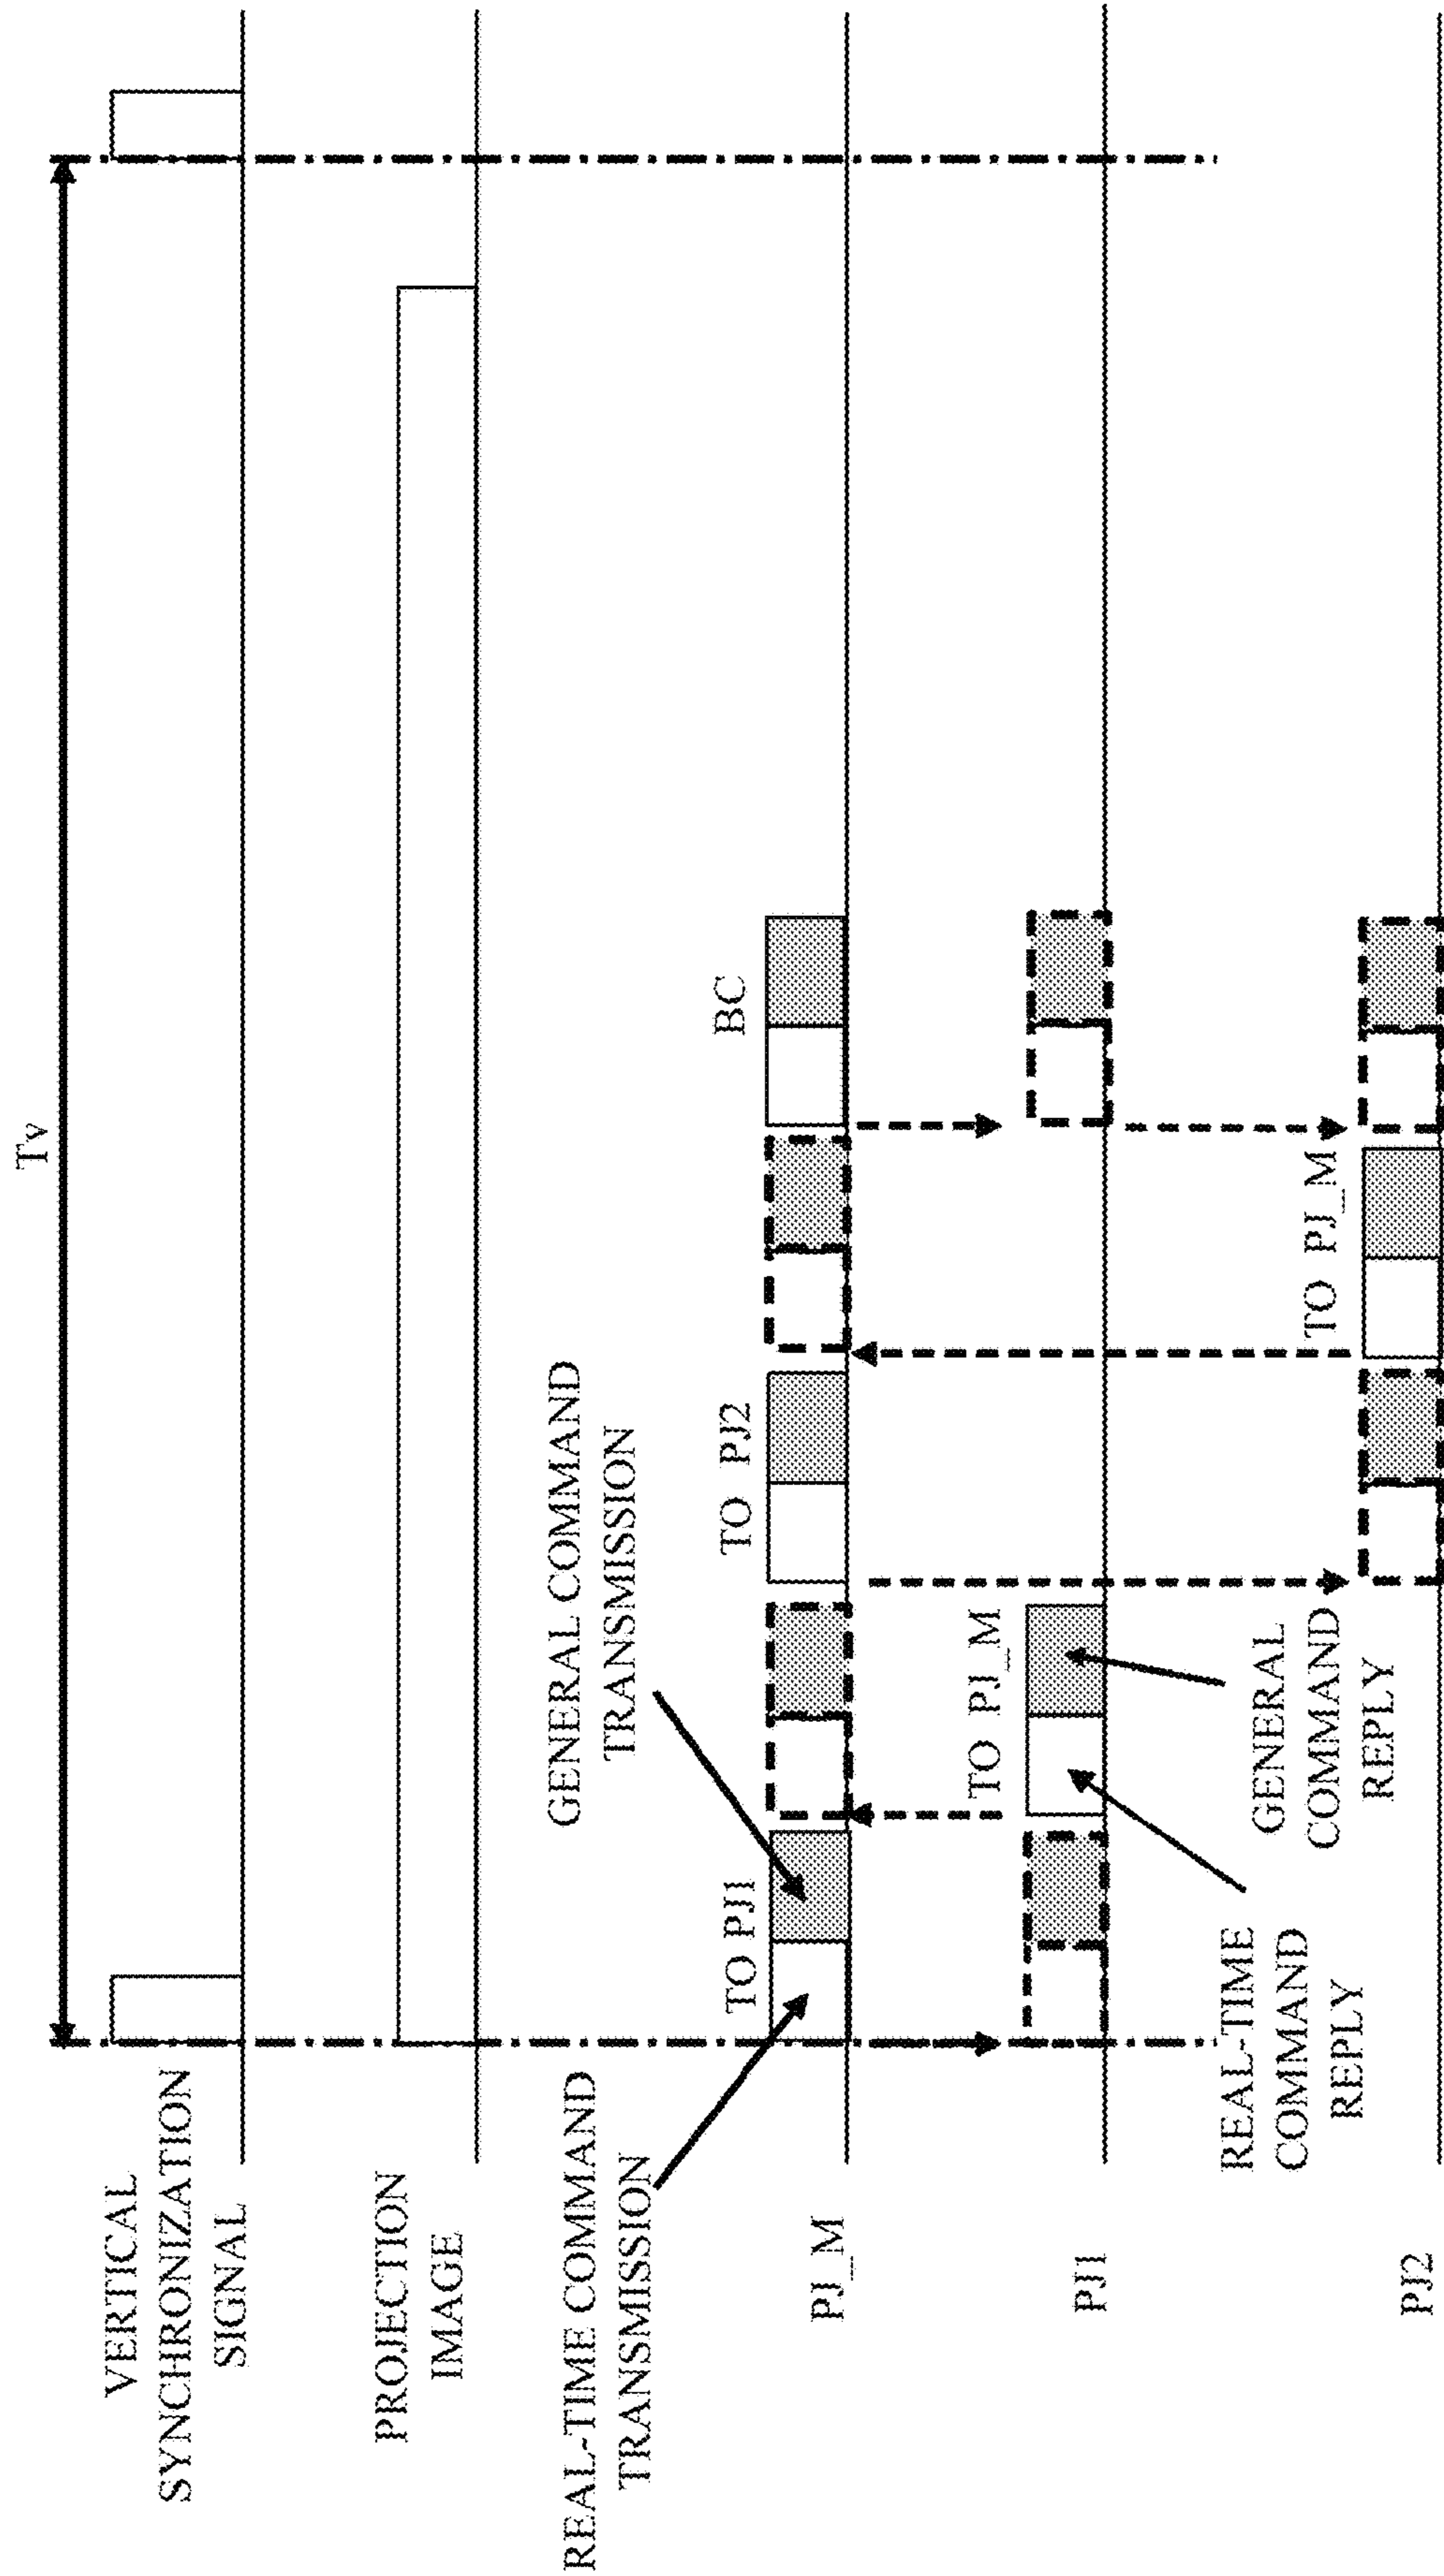 Tv
VERTICAL
SYNCHRONIZATION
SIGNAL
PROJECTION
IMAGE
REAL-TIME COMMAND
TRANSMISSION
GENERAL COMMAND
TRANSMISSION
PJ_M
TO PJ1
TO PJ2
BC
PJ1
TO PJ_M
REAL-TIME
COMMAND
REPLY
GENERAL
COMMAND
REPLY
PJ2
TO PJ_M